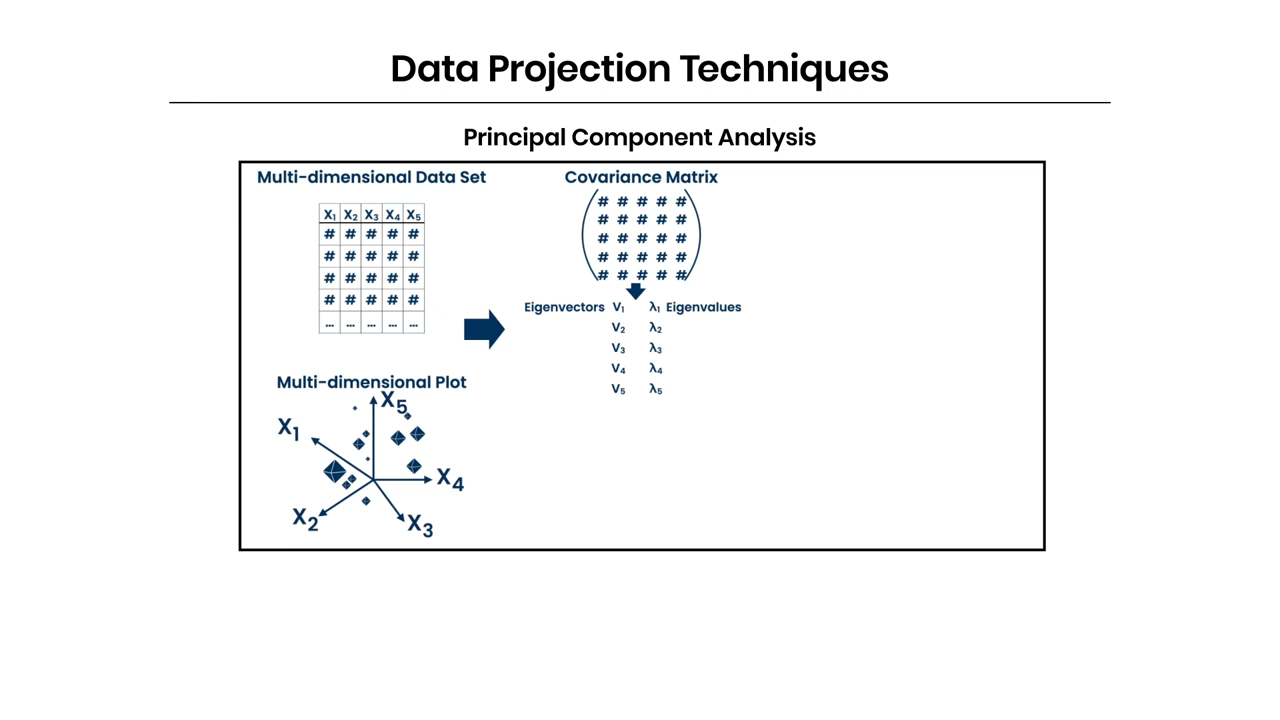 Data Projection Techniques
Principal Component Analysis
Multi-dimensional Data Set
X₁ X₂ X₃ X₄ X₅
# # # # #
# # # # #
# # # # #
# # # # #
... ... ... ... ...
Multi-dimensional Plot
X₅
X₁
X₄
X₂
X₃
Covariance Matrix
# # # # #
# # # # #
# # # # #
# # # # #
# # # # #
Eigenvectors V₁ λ₁ Eigenvalues
V₂ λ₂
V₃ λ₃
V₄ λ₄
V₅ λ₅